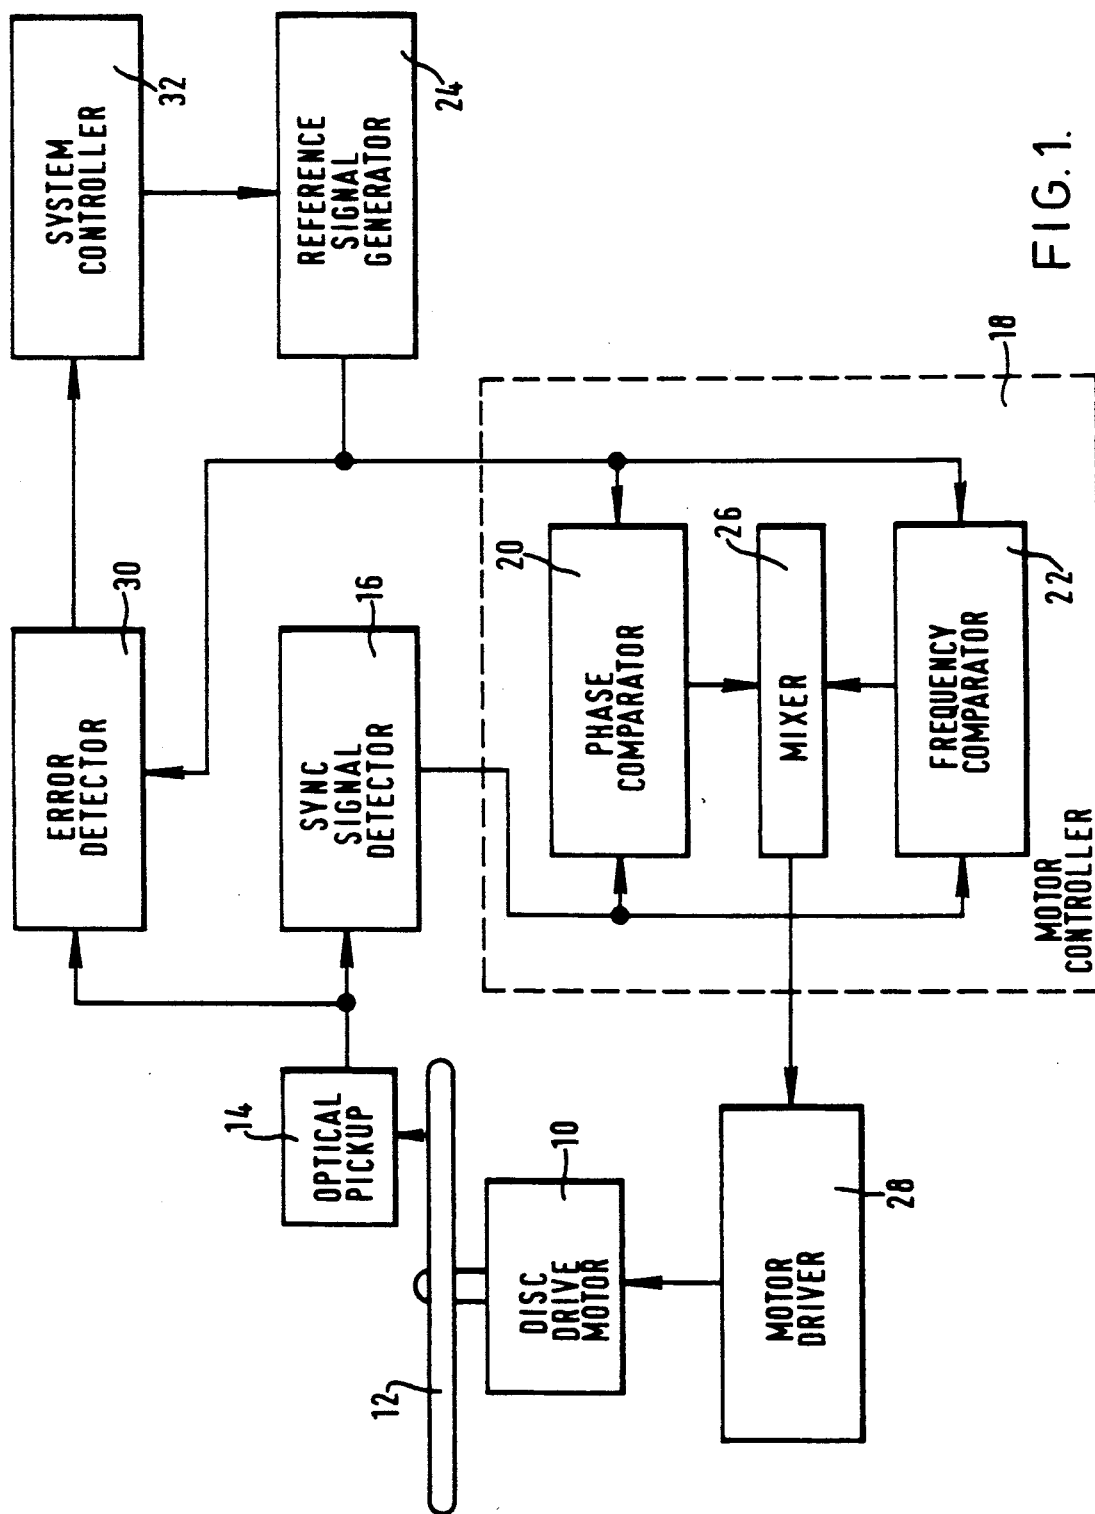 SYSTEM
CONTROLLER
32
REFERENCE
SIGNAL
GENERATOR
24
ERROR
DETECTOR
30
SYNC
SIGNAL
DETECTOR
16
OPTICAL
PICKUP
14
12
DISC
DRIVE
MOTOR
10
MOTOR
DRIVER
28
PHASE
COMPARATOR
20
MIXER
26
FREQUENCY
COMPARATOR
22
MOTOR
CONTROLLER
18
FIG.1.